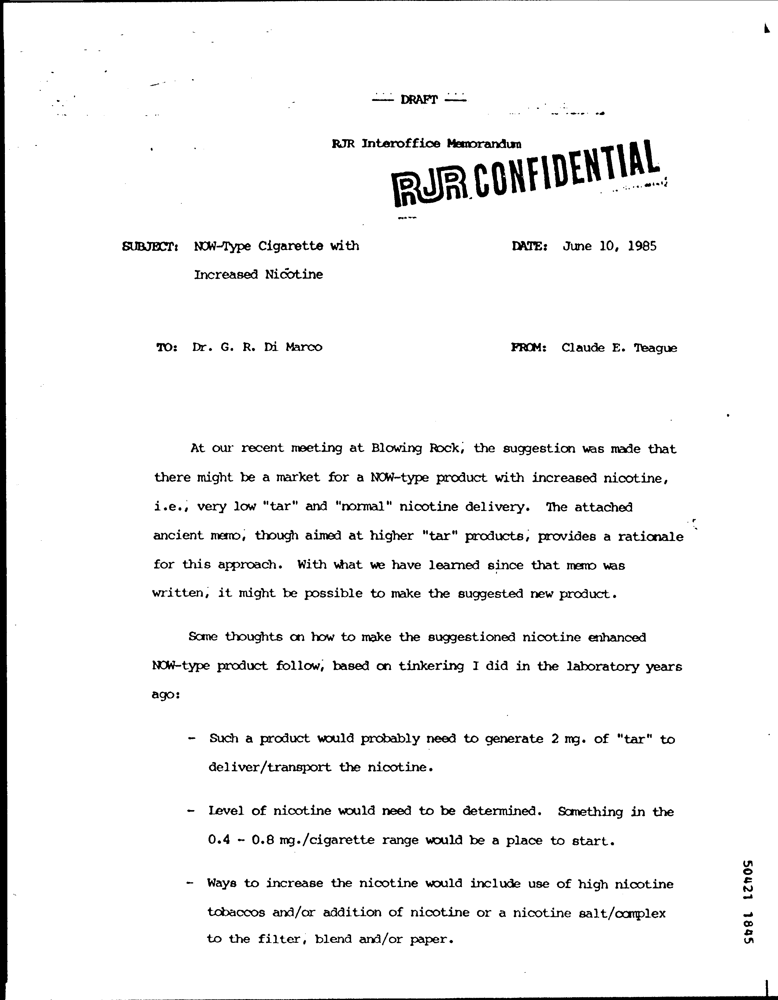 -- DRAFT --
RJR Interoffice Memorandum
RJR CONFIDENTIAL
SUBJECT: NOW-Type Cigarette with
Increased Nicotine
DATE: June 10, 1985
TO: Dr. G. R. Di Marco
FROM: Claude E. Teague
At our recent meeting at Blowing Rock, the suggestion was made that
there might be a market for a NOW-type product with increased nicotine,
i.e., very low "tar" and "normal" nicotine delivery. The attached
ancient memo, though aimed at higher "tar" products, provides a rationale
for this approach. With what we have learned since that memo was
written, it might be possible to make the suggested new product.
Some thoughts on how to make the suggestioned nicotine enhanced
NOW-type product follow, based on tinkering I did in the laboratory years
ago:
- Such a product would probably need to generate 2 mg. of "tar" to
deliver/transport the nicotine.
- Level of nicotine would need to be determined. Something in the
0.4 - 0.8 mg./cigarette range would be a place to start.
- Ways to increase the nicotine would include use of high nicotine
tobaccos and/or addition of nicotine or a nicotine salt/complex
to the filter, blend and/or paper.
50421 1845